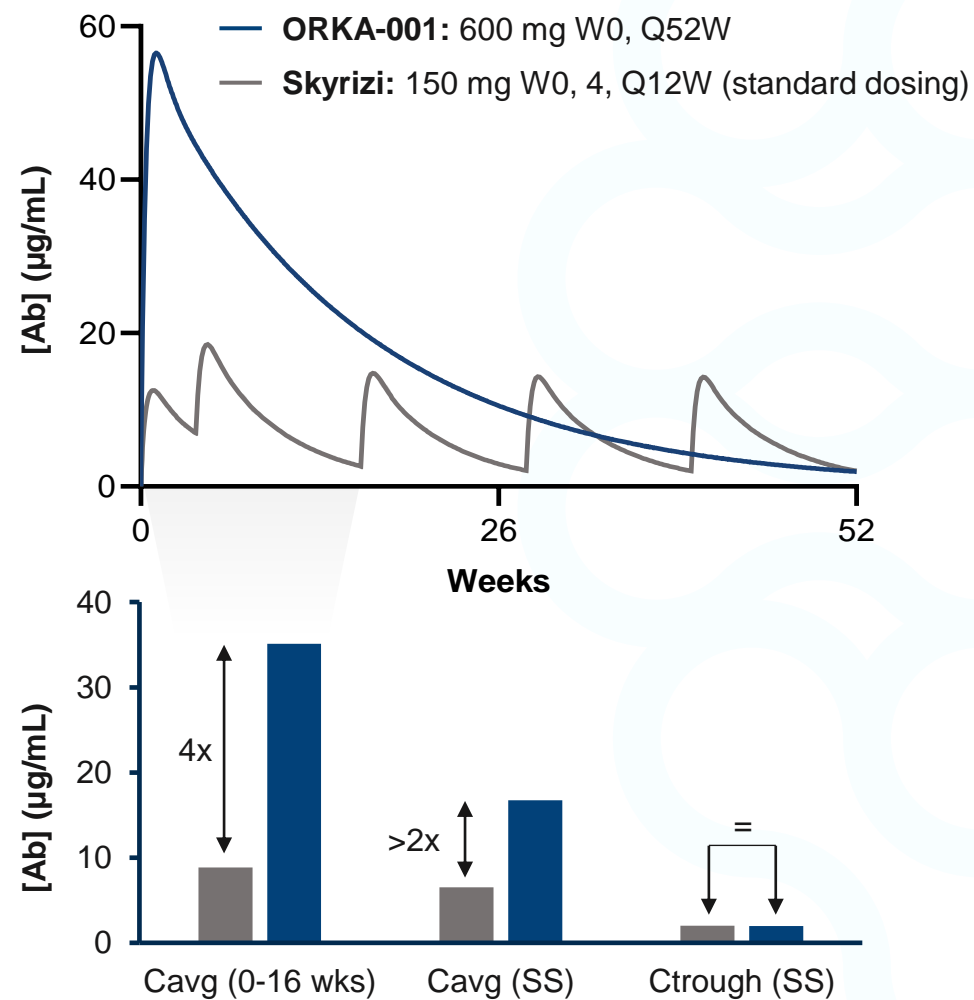 ORKA-001: 600 mg W0, Q52W
Skyrizi: 150 mg W0, 4, Q12W (standard dosing)
[Ab] (µg/mL)
60
40
20
0
0 26 52
Weeks
[Ab] (µg/mL)
40
30
20
10
0
4x
>2x
=
Cavg (0-16 wks) Cavg (SS) Ctrough (SS)